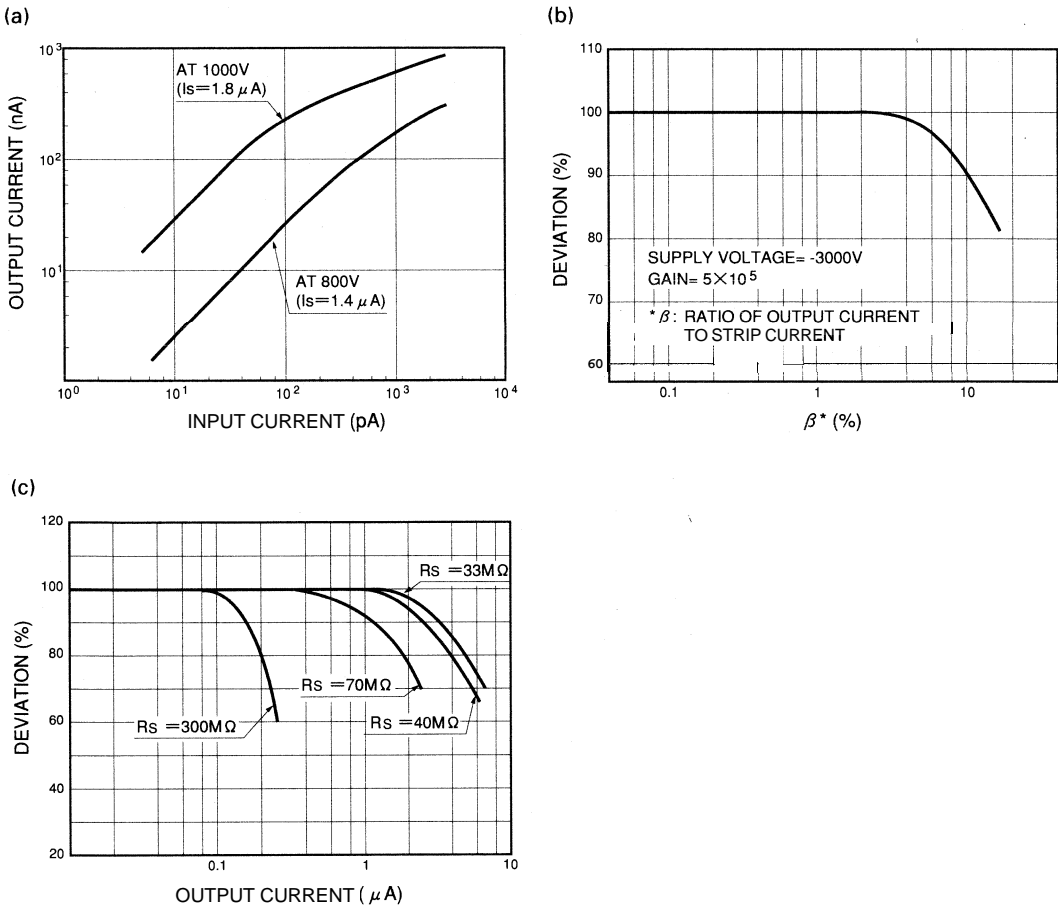 (a)
10³
10²
10¹
OUTPUT CURRENT (nA)
AT 1000V
(Is=1.8 μA)
AT 800V
(Is=1.4 μA)
10⁰ 10¹ 10² 10³ 10⁴
INPUT CURRENT (pA)
(b)
110
100
90
80
70
60
DEVIATION (%)
SUPPLY VOLTAGE= -3000V
GAIN= 5×10⁵
*β: RATIO OF OUTPUT CURRENT
TO STRIP CURRENT
0.1 1 10
β* (%)
(c)
120
100
80
60
40
20
DEVIATION (%)
Rs =33MΩ
Rs =70MΩ
Rs =40MΩ
Rs =300MΩ
0.1 1 10
OUTPUT CURRENT (μA)